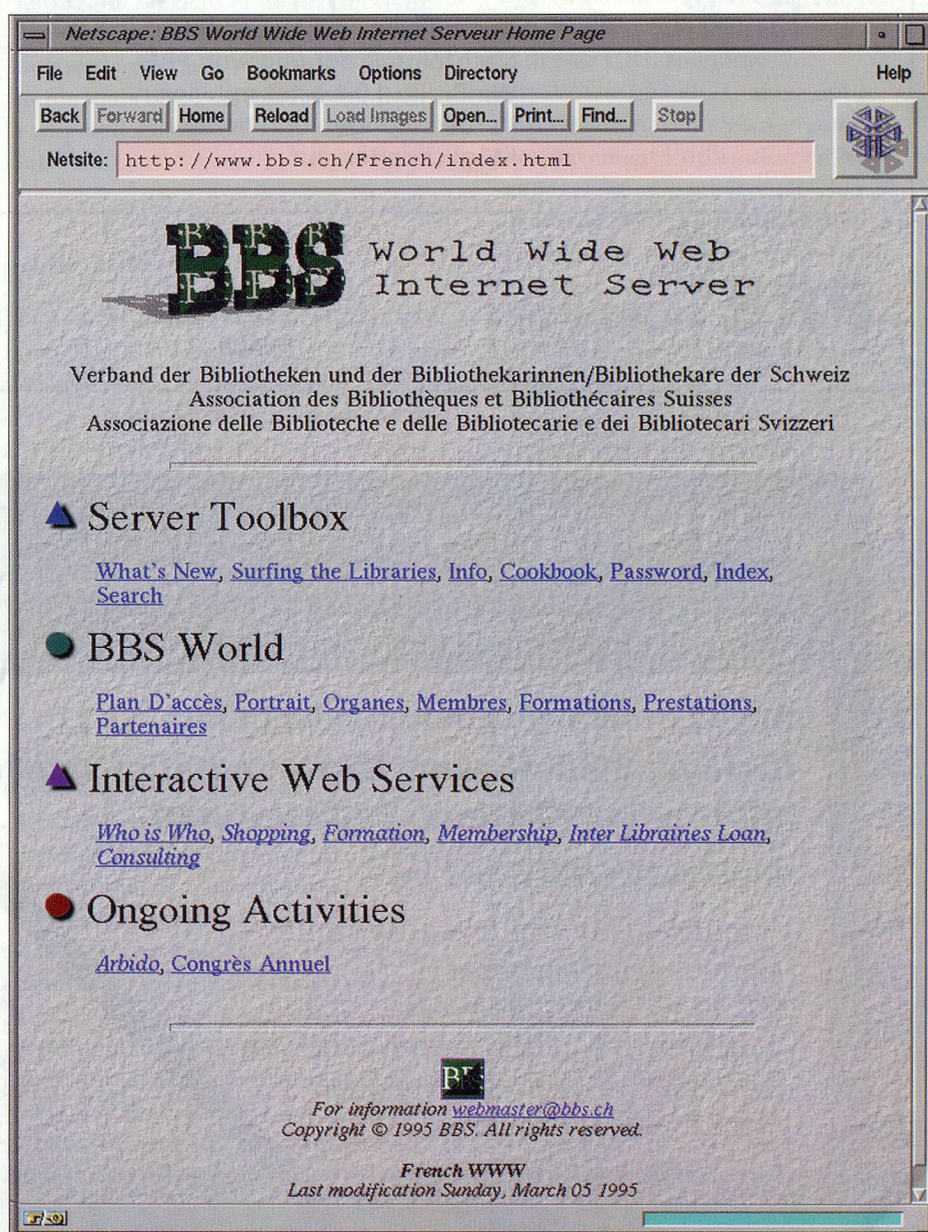 Netscape: BBS World Wide Web Internet Serveur Home Page
File Edit View Go Bookmarks Options Directory Help
Back Forward Home Reload Load Images Open... Print... Find... Stop
Netsite: http://www.bbs.ch/French/index.html
BBS World Wide Web
Internet Server
Verband der Bibliotheken und der Bibliothekarinnen/Bibliothekare der Schweiz
Association des Bibliothèques et Bibliothécaires Suisses
Associazione delle Biblioteche e delle Bibliotecarie e dei Bibliotecari Svizzeri
Server Toolbox
What's New, Surfing the Libraries, Info, Cookbook, Password, Index,
Search
BBS World
Plan D'accès, Portrait, Organes, Membres, Formations, Prestations,
Partenaires
Interactive Web Services
Who is Who, Shopping, Formation, Membership, Inter Librairies Loan,
Consulting
Ongoing Activities
Arbido, Congrès Annuel
BBS
For information webmaster@bbs.ch
Copyright © 1995 BBS. All rights reserved.
French WWW
Last modification Sunday, March 05 1995